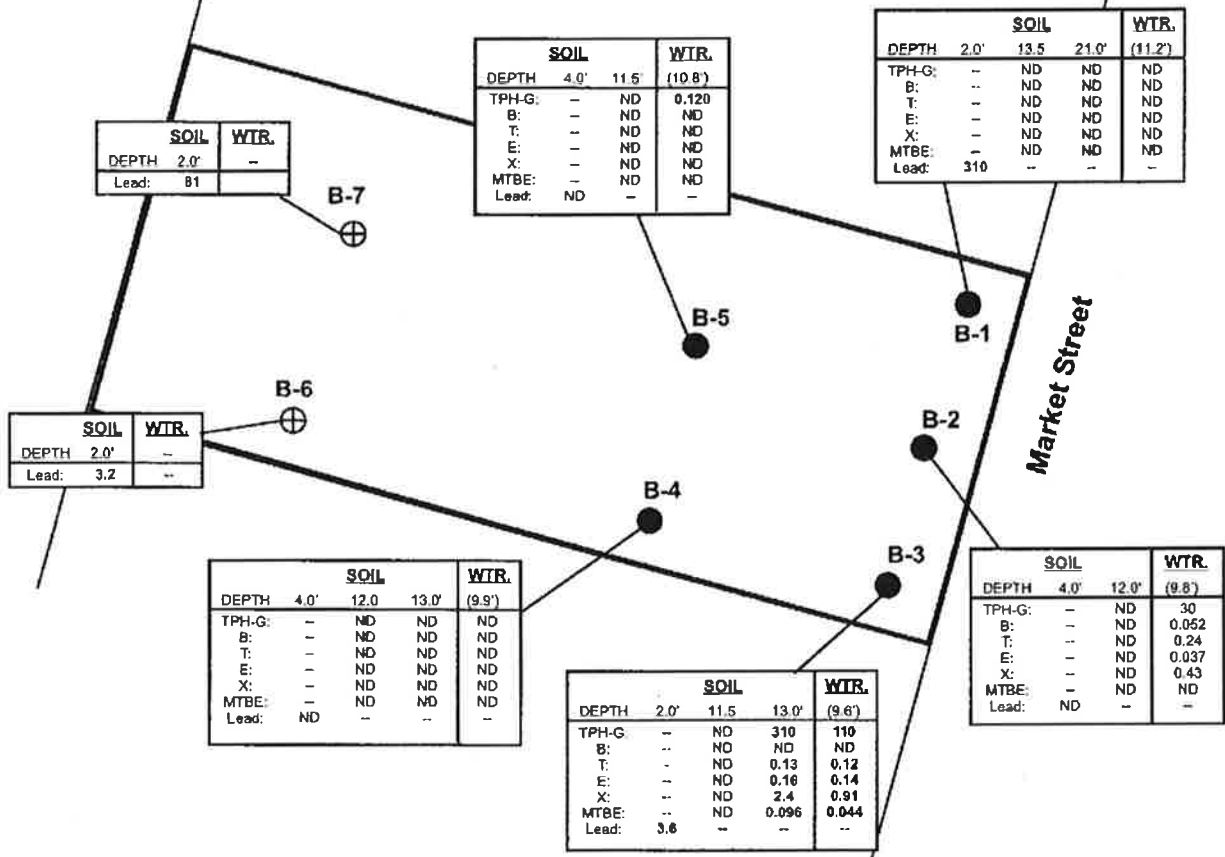 SOIL WTR.
DEPTH 2.0' 13.5 21.0' (11.2')
TPH-G: -- ND ND ND
B: -- ND ND ND
T: -- ND ND ND
E: -- ND ND ND
X: -- ND ND ND
MTBE: -- ND ND ND
Lead: 310 -- -- --
SOIL WTR.
DEPTH 4.0' 11.5' (10.8')
TPH-G: -- ND 0.120
B: -- ND ND
T: -- ND ND
E: -- ND ND
X: -- ND ND
MTBE: -- ND ND
Lead: ND -- --
SOIL WTR.
DEPTH 2.0' --
Lead: 81
B-7
B-5
B-1
Market Street
B-6
SOIL WTR.
DEPTH 2.0' --
Lead: 3.2 --
B-2
B-4
B-3
SOIL WTR.
DEPTH 4.0' 12.0 13.0' (9.9')
TPH-G: -- ND ND ND
B: -- ND ND ND
T: -- ND ND ND
E: -- ND ND ND
X: -- ND ND ND
MTBE: -- ND ND ND
Lead: ND -- -- --
SOIL WTR.
DEPTH 4.0' 12.0' (9.8')
TPH-G: -- ND 30
B: -- ND 0.052
T: -- ND 0.24
E: -- ND 0.037
X: -- ND 0.43
MTBE: -- ND ND
Lead: ND -- --
SOIL WTR.
DEPTH 2.0' 11.5 13.0' (9.6')
TPH-G: -- ND 310 110
B: -- ND ND ND
T: - ND 0.13 0.12
E: -- ND 0.16 0.14
X: -- ND 2.4 0.91
MTBE: -- ND 0.096 0.044
Lead: 3.6 -- -- --